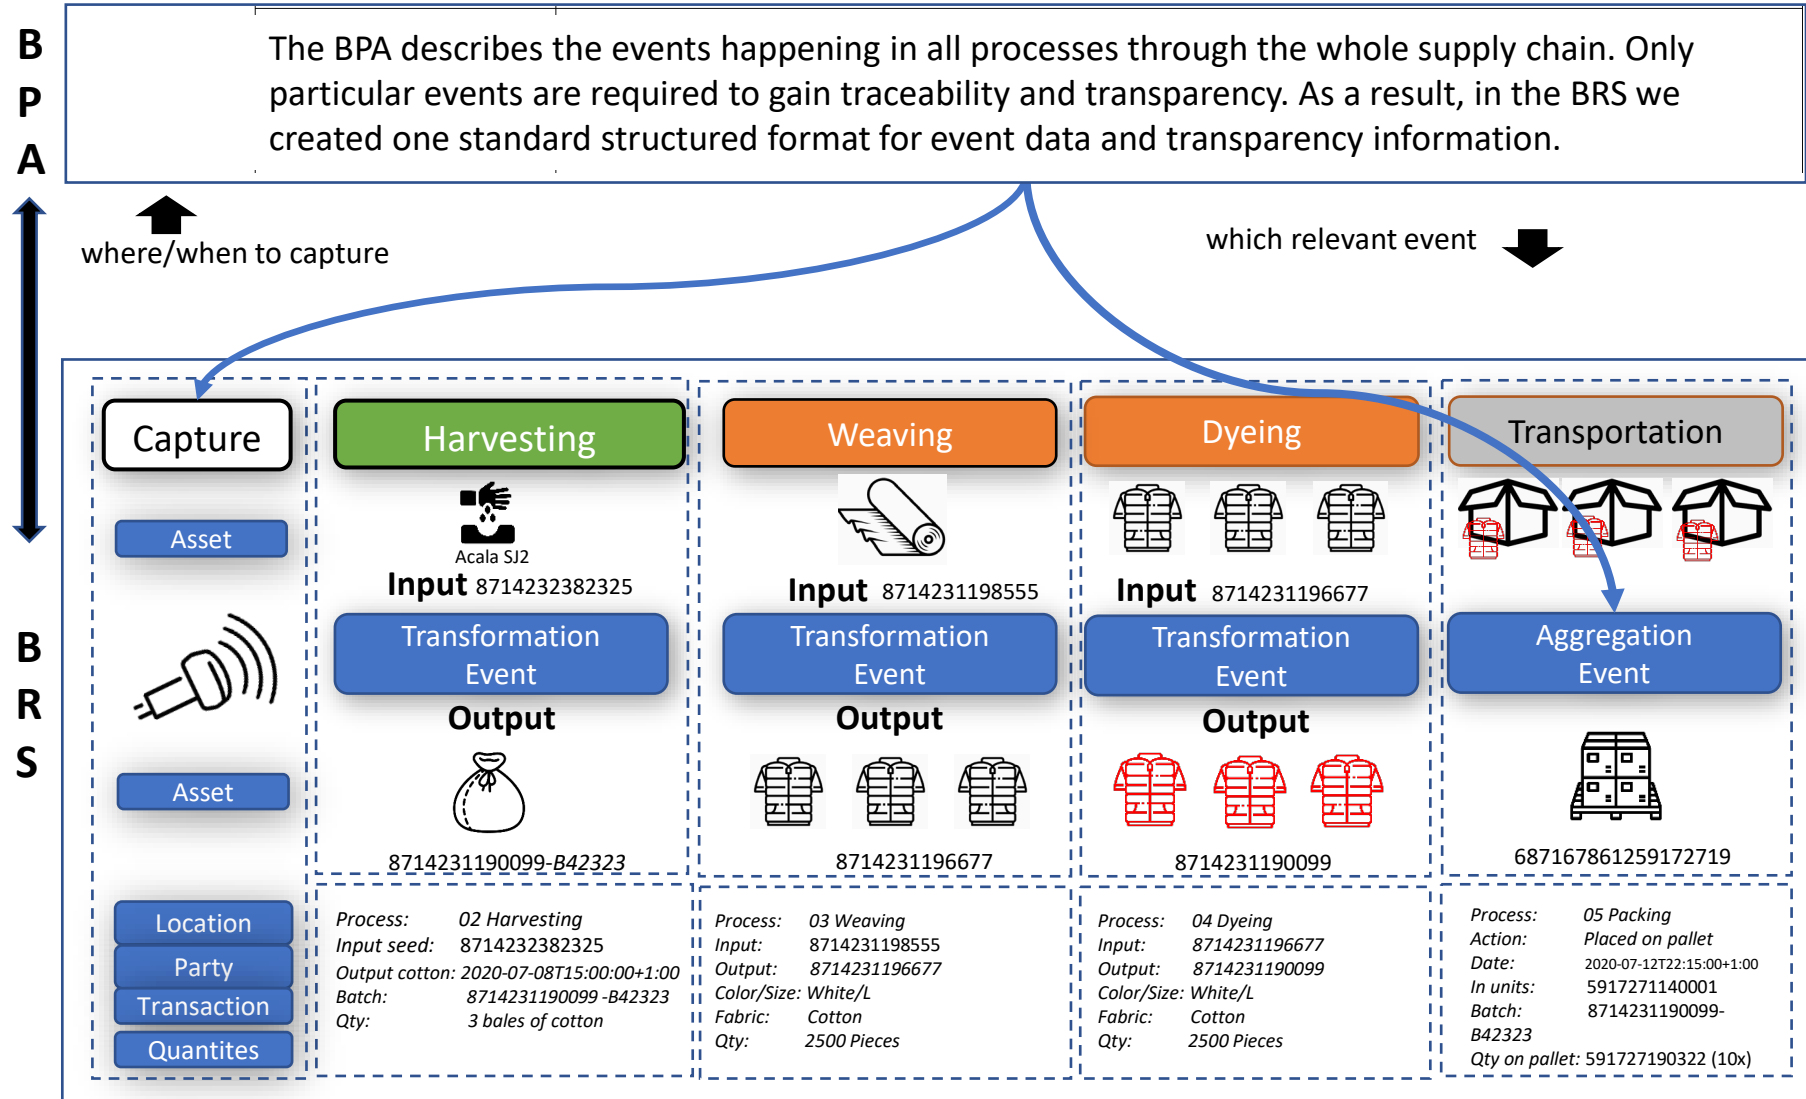 B
P
A
The BPA describes the events happening in all processes through the whole supply chain. Only
particular events are required to gain traceability and transparency. As a result, in the BRS we
created one standard structured format for event data and transparency information.
where/when to capture
which relevant event
B
R
S
Capture
Asset
Asset
Location
Party
Transaction
Quantites
Harvesting
Acala SJ2
Input 8714232382325
Transformation
Event
Output
8714231190099-B42323
Process: 02 Harvesting
Input seed: 8714232382325
Output cotton: 2020-07-08T15:00:00+1:00
Batch: 8714231190099 -B42323
Qty: 3 bales of cotton
Weaving
Input 8714231198555
Transformation
Event
Output
8714231196677
Process: 03 Weaving
Input: 8714231198555
Output: 8714231196677
Color/Size: White/L
Fabric: Cotton
Qty: 2500 Pieces
Dyeing
Input 8714231196677
Transformation
Event
Output
8714231190099
Process: 04 Dyeing
Input: 8714231196677
Output: 8714231190099
Color/Size: White/L
Fabric: Cotton
Qty: 2500 Pieces
Transportation
Aggregation
Event
687167861259172719
Process: 05 Packing
Action: Placed on pallet
Date: 2020-07-12T22:15:00+1:00
In units: 5917271140001
Batch: 8714231190099-
B42323
Qty on pallet: 591727190322 (10x)